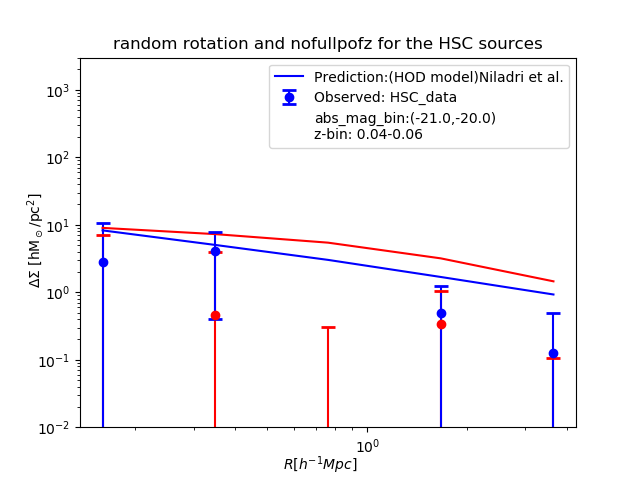 random rotation and nofullpofz for the HSC sources
Prediction:(HOD model)Niladri et al.
Observed: HSC_data
abs_mag_bin:(-21.0,-20.0)
z-bin: 0.04-0.06
ΔΣ [hM⊙/pc²]
10³
10²
10¹
10⁰
10⁻¹
10⁻²
10⁰
R[h⁻¹Mpc]